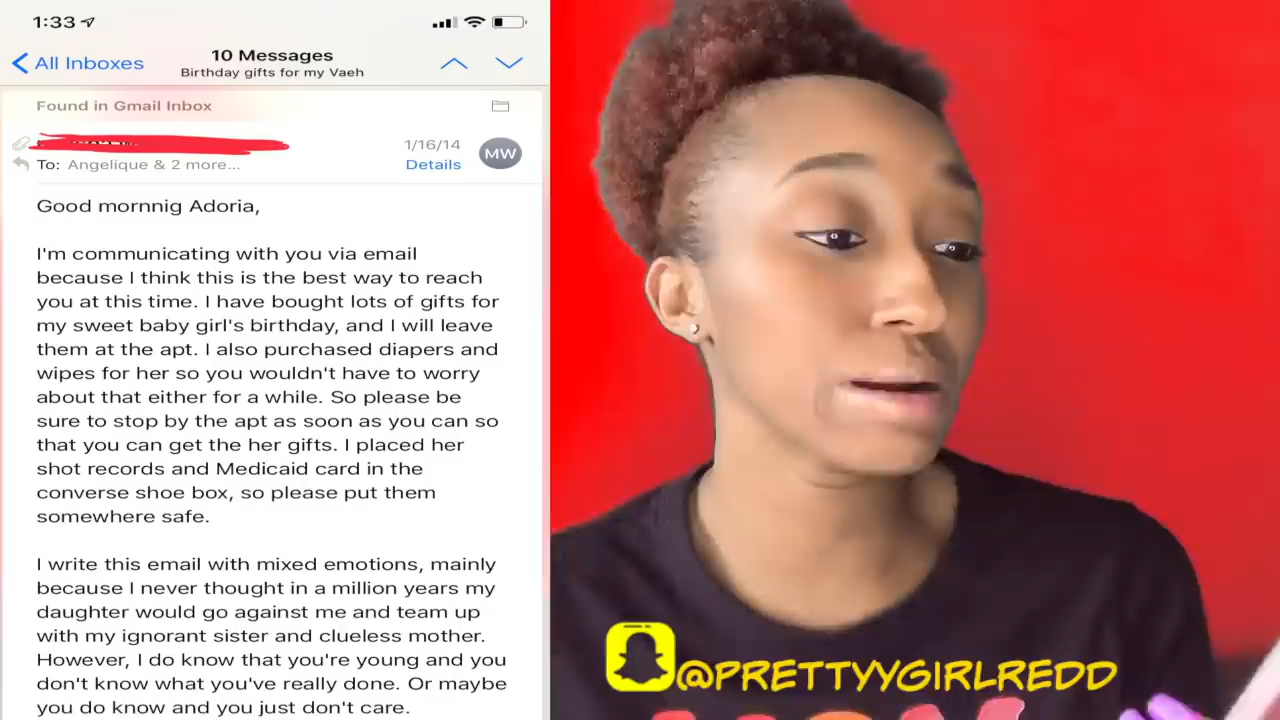 1:33
All Inboxes
10 Messages
Birthday gifts for my Vaeh
Found in Gmail Inbox
1/16/14
MW
To: Angelique & 2 more...
Details
Good mornnig Adoria,
I'm communicating with you via email
because I think this is the best way to reach
you at this time. I have bought lots of gifts for
my sweet baby girl's birthday, and I will leave
them at the apt. I also purchased diapers and
wipes for her so you wouldn't have to worry
about that either for a while. So please be
sure to stop by the apt as soon as you can so
that you can get the her gifts. I placed her
shot records and Medicaid card in the
converse shoe box, so please put them
somewhere safe.
I write this email with mixed emotions, mainly
because I never thought in a million years my
daughter would go against me and team up
with my ignorant sister and clueless mother.
However, I do know that you're young and you
don't know what you've really done. Or maybe
you do know and you just don't care.
@PRETTYYGIRLREDD